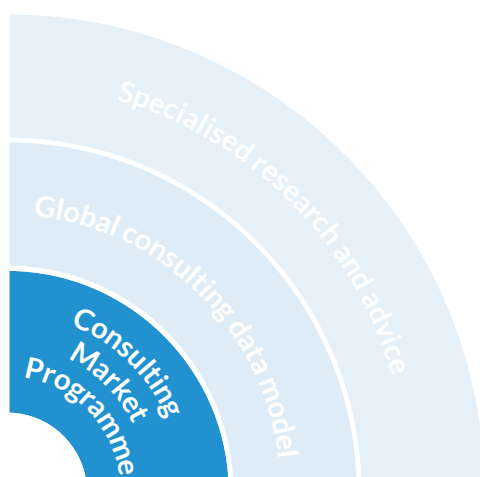 Specialised research and advice
Global consulting data model
Consulting
Market
Programme